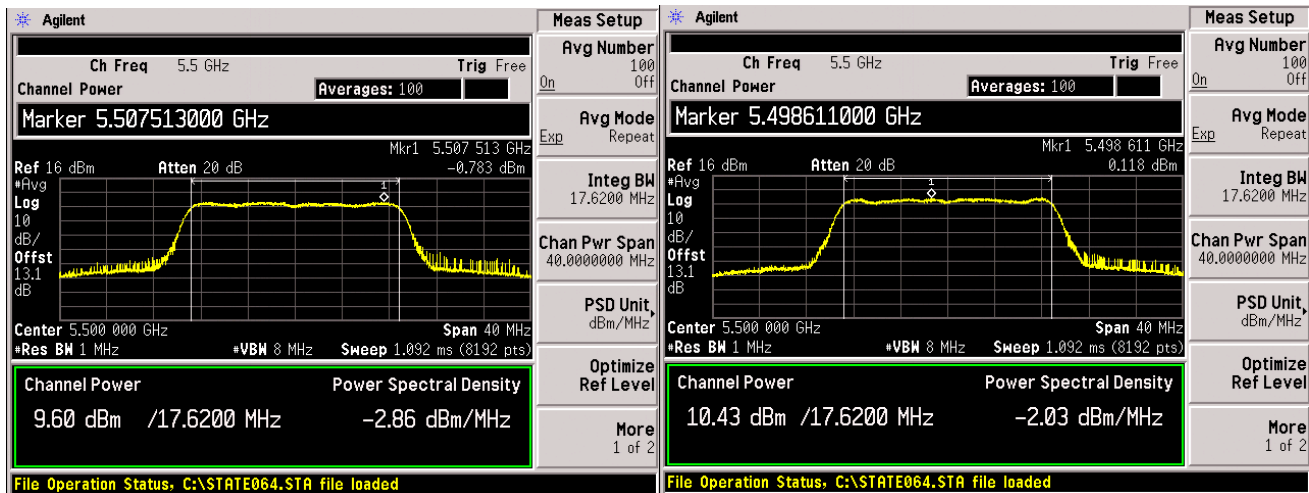 Agilent
Meas Setup
Ch Freq 5.5 GHz Trig Free
Channel Power Averages: 100
Marker 5.507513000 GHz
Mkr1 5.507 513 GHz
Ref 16 dBm Atten 20 dB -0.783 dBm
#Avg
Log
10
dB/
Offst
13.1
dB
1
Center 5.500 000 GHz Span 40 MHz
#Res BW 1 MHz #VBW 8 MHz Sweep 1.092 ms (8192 pts)
Channel Power Power Spectral Density
9.60 dBm /17.6200 MHz -2.86 dBm/MHz
File Operation Status, C:\STATE064.STA file loaded
Avg Number
100
On Off
Avg Mode
Exp Repeat
Integ BW
17.6200 MHz
Chan Pwr Span
40.0000000 MHz
PSD Unit
dBm/MHz
Optimize
Ref Level
More
1 of 2
Agilent
Meas Setup
Ch Freq 5.5 GHz Trig Free
Channel Power Averages: 100
Marker 5.498611000 GHz
Mkr1 5.498 611 GHz
Ref 16 dBm Atten 20 dB 0.118 dBm
#Avg
Log
10
dB/
Offst
13.1
dB
1
Center 5.500 000 GHz Span 40 MHz
#Res BW 1 MHz #VBW 8 MHz Sweep 1.092 ms (8192 pts)
Channel Power Power Spectral Density
10.43 dBm /17.6200 MHz -2.03 dBm/MHz
File Operation Status, C:\STATE064.STA file loaded
Avg Number
100
On Off
Avg Mode
Exp Repeat
Integ BW
17.6200 MHz
Chan Pwr Span
40.0000000 MHz
PSD Unit
dBm/MHz
Optimize
Ref Level
More
1 of 2